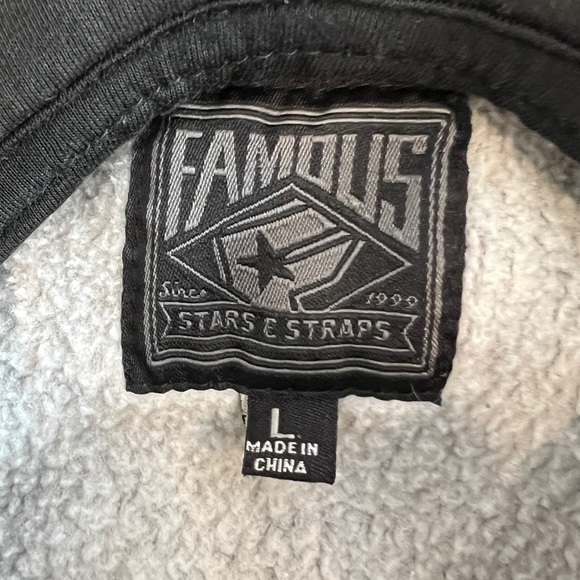 FAMOUS
Since 1999
STARS & STRAPS
L
MADE IN
CHINA